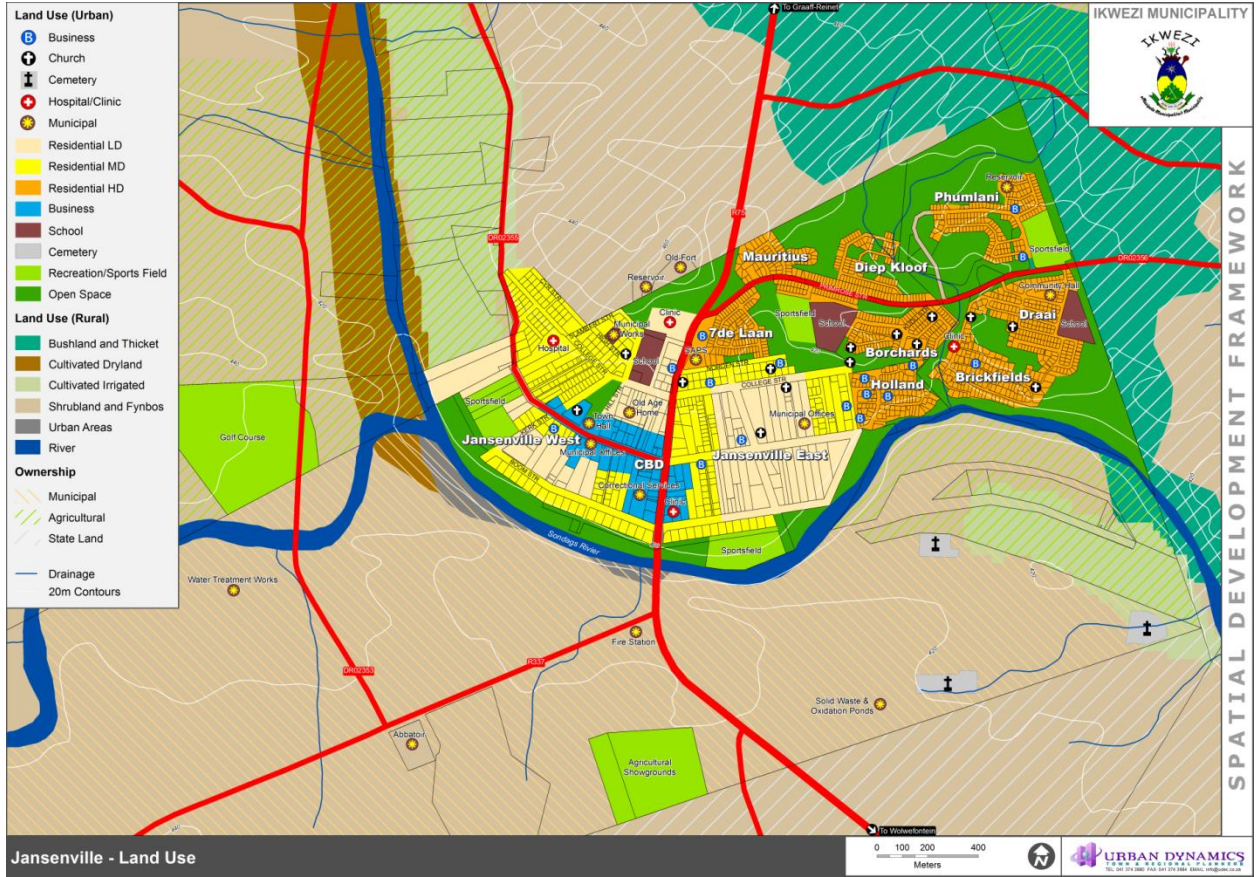 Land Use (Urban)
Business
Church
Cemetery
Hospital/Clinic
Municipal
Residential LD
Residential MD
Residential HD
Business
School
Cemetery
Recreation/Sports Field
Open Space
Land Use (Rural)
Bushland and Thicket
Cultivated Dryland
Cultivated Irrigated
Shrubland and Fynbos
Urban Areas
River
Ownership
Municipal
Agricultural
State Land
Drainage
20m Contours
To Graaff-Reinet
IKWEZI MUNICIPALITY
IKWEZI
SPATIAL DEVELOPMENT FRAMEWORK
R75
DR02355
DR02356
Phumlani
Reservoir
Sportsfield
Mauritius
Diep Kloof
Old Fort
Reservoir
Community Hall
Draai
School
Clinic
Municipal
Works
Hospital
School
7de Laan
SAPS
Sportsfield
School
Borchards
Clinic
Holland
Brickfields
COLLEGE STR
COLLEGE STR
Old Age
Home
Town
Hall
Municipal Offices
Sportsfield
Jansenville West
Municipal Offices
CBD
Jansenville East
Correctional Services
Clinic
Sportsfield
Golf Course
Sondags Rivier
Water Treatment Works
Fire Station
DR02353
R337
Abbatoir
Solid Waste &
Oxidation Ponds
Agricultural
Showgrounds
To Wolwefontein
Jansenville - Land Use
0 100 200 400
Meters
N
URBAN DYNAMICS
TOWN & REGIONAL PLANNERS